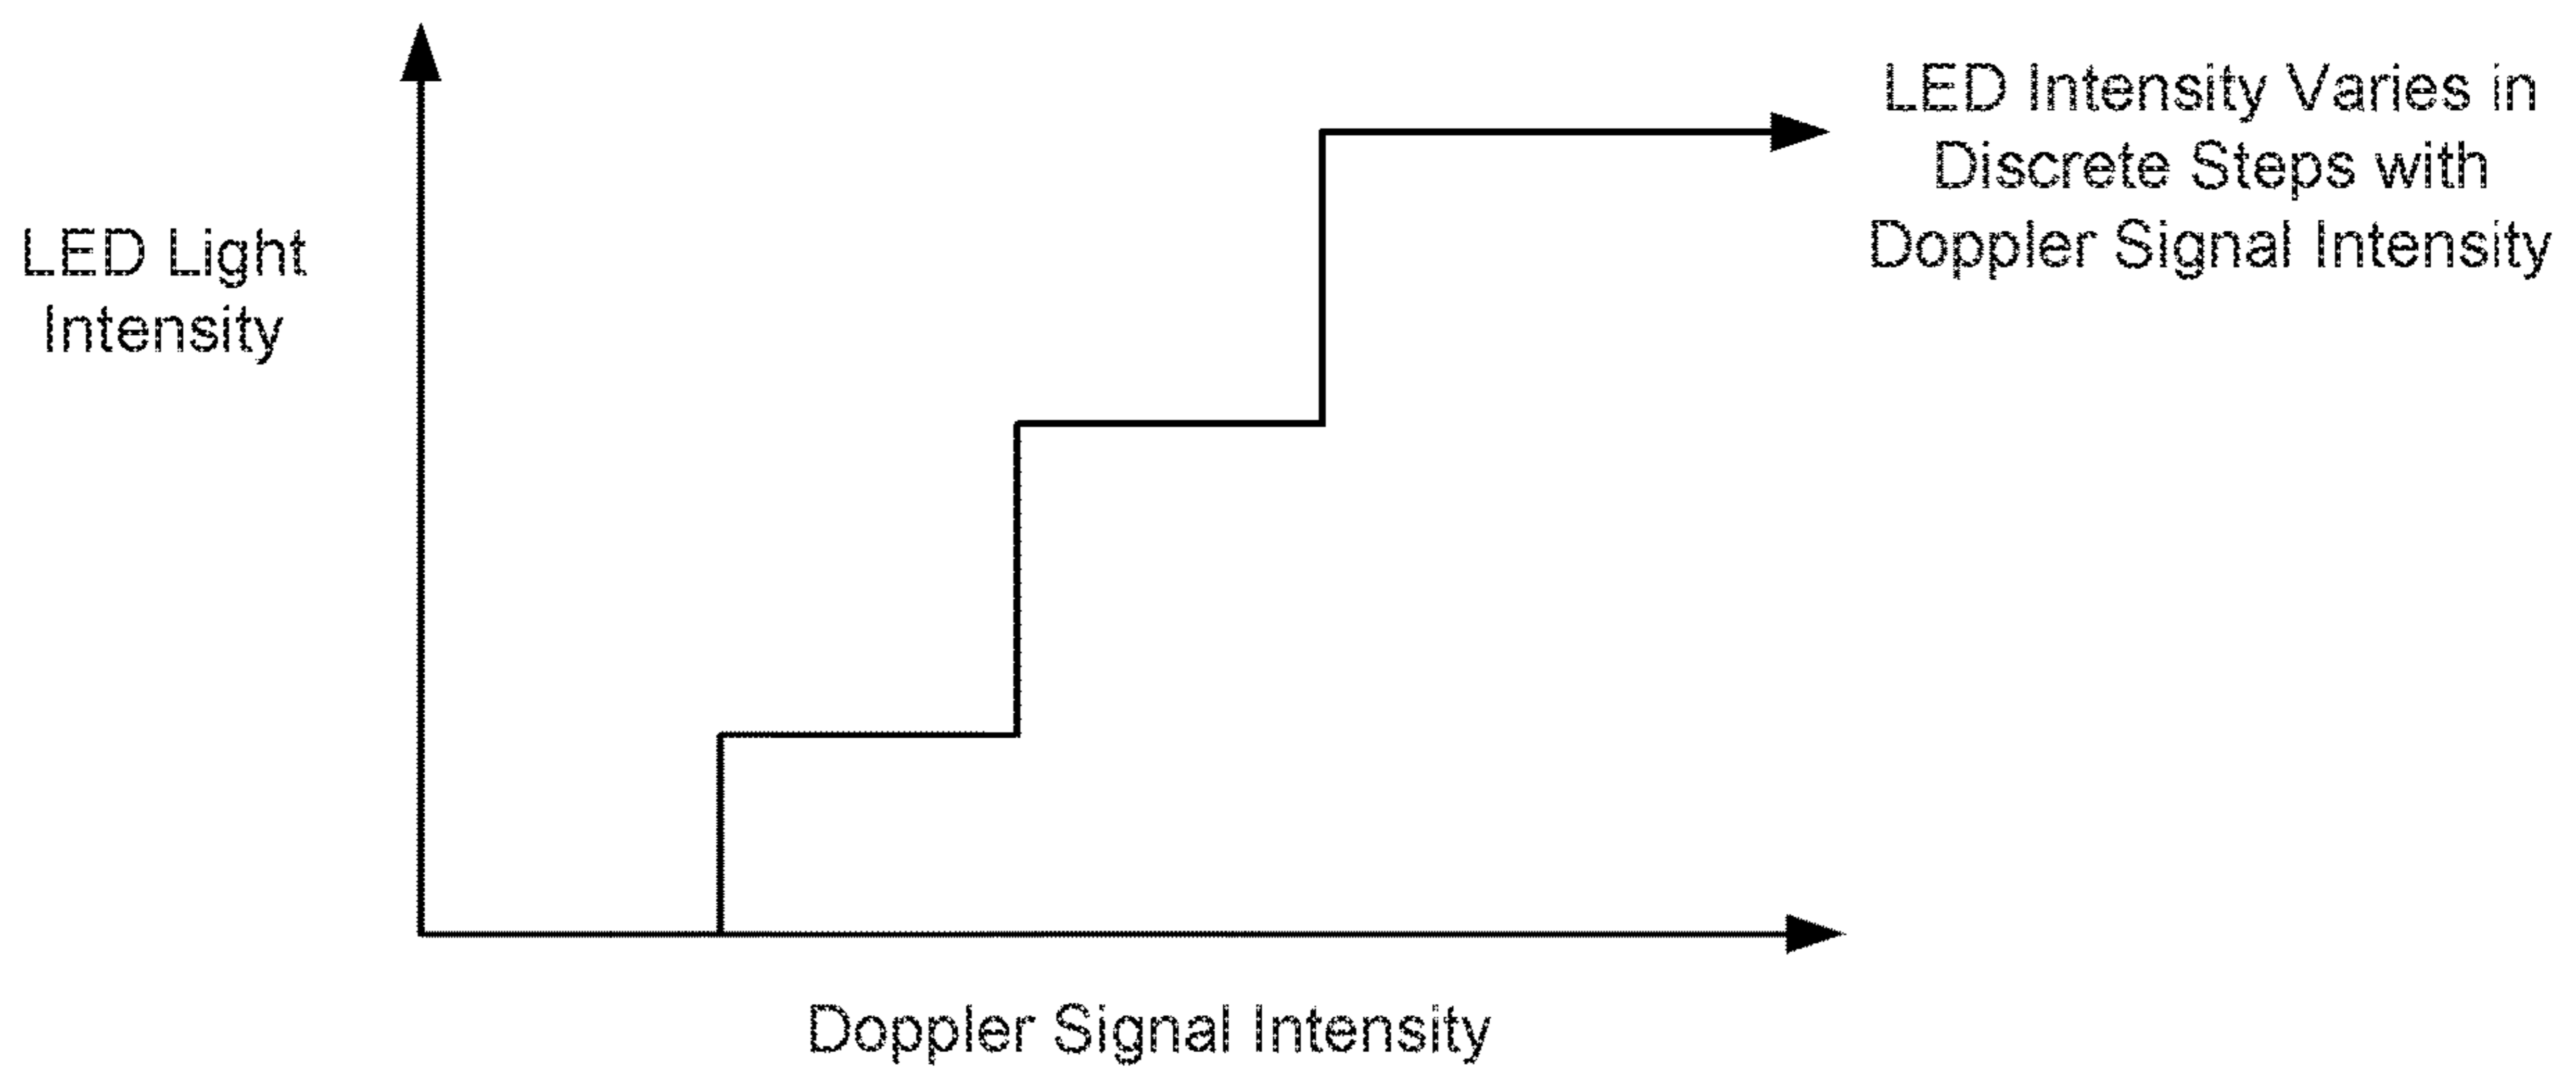 LED Light
Intensity
LED Intensity Varies in
Discrete Steps with
Doppler Signal Intensity
Doppler Signal Intensity